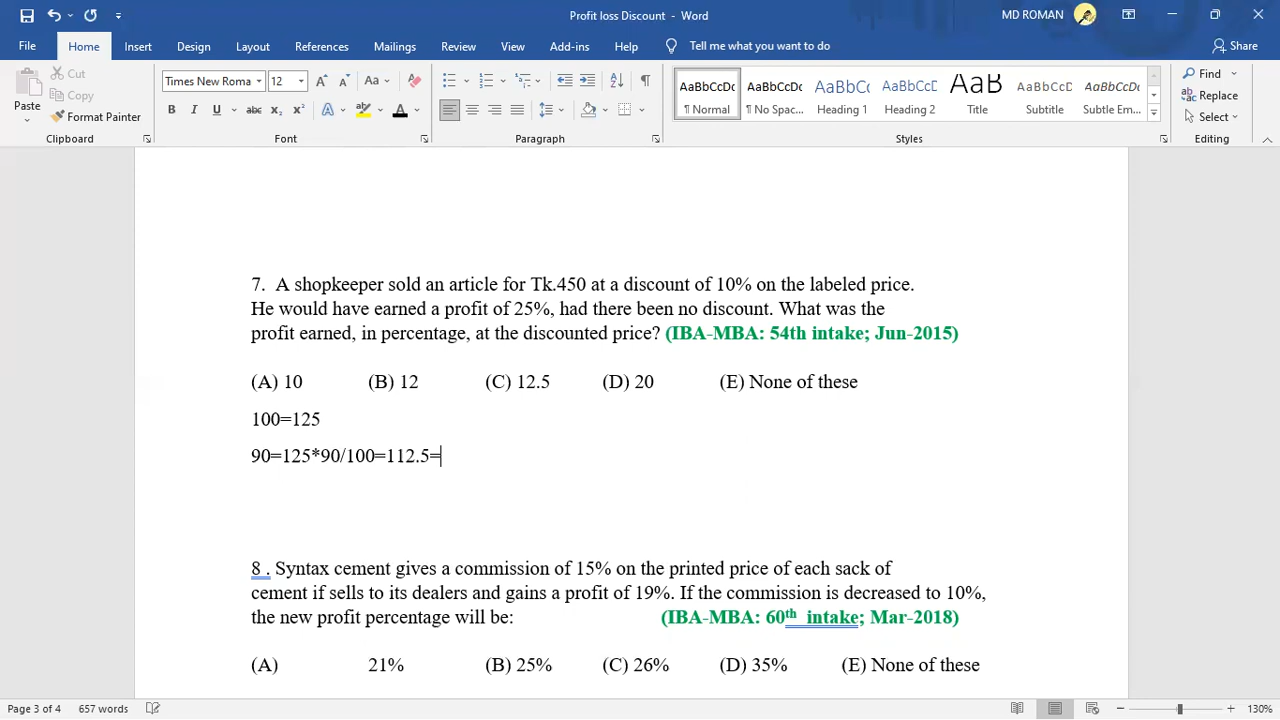 Profit loss Discount - Word
MD ROMAN
File Home Insert Design Layout References Mailings Review View Add-ins Help Tell me what you want to do Share
Paste
Cut
Copy
Format Painter
Times New Roma 12
AaBbCcDc AaBbCcDc AaBbCc AaBbCcD AaB AaBbCcD AaBbCcD
¶ Normal ¶ No Spac... Heading 1 Heading 2 Title Subtitle Subtle Em...
Find
Replace
Select
Clipboard Font Paragraph Styles Editing
7. A shopkeeper sold an article for Tk.450 at a discount of 10% on the labeled price.
He would have earned a profit of 25%, had there been no discount. What was the
profit earned, in percentage, at the discounted price? (IBA-MBA: 54th intake; Jun-2015)
(A) 10 (B) 12 (C) 12.5 (D) 20 (E) None of these
100=125
90=125*90/100=112.5=
8 . Syntax cement gives a commission of 15% on the printed price of each sack of
cement if sells to its dealers and gains a profit of 19%. If the commission is decreased to 10%,
the new profit percentage will be: (IBA-MBA: 60th intake; Mar-2018)
(A) 21% (B) 25% (C) 26% (D) 35% (E) None of these
Page 3 of 4 657 words 130%